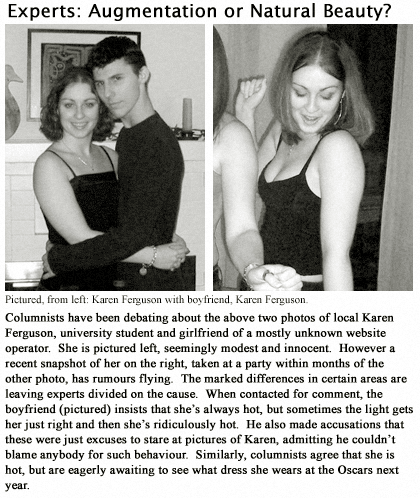 Experts: Augmentation or Natural Beauty?
Pictured, from left: Karen Ferguson with boyfriend, Karen Ferguson.
Columnists have been debating about the above two photos of local Karen
Ferguson, university student and girlfriend of a mostly unknown website
operator. She is pictured left, seemingly modest and innocent. However a
recent snapshot of her on the right, taken at a party within months of the
other photo, has rumours flying. The marked differences in certain areas are
leaving experts divided on the cause. When contacted for comment, the
boyfriend (pictured) insists that she's always hot, but sometimes the light gets
her just right and then she's ridiculously hot. He also made accusations that
these were just excuses to stare at pictures of Karen, admitting he couldn't
blame anybody for such behaviour. Similarly, columnists agree that she is
hot, but are eagerly awaiting to see what dress she wears at the Oscars next
year.